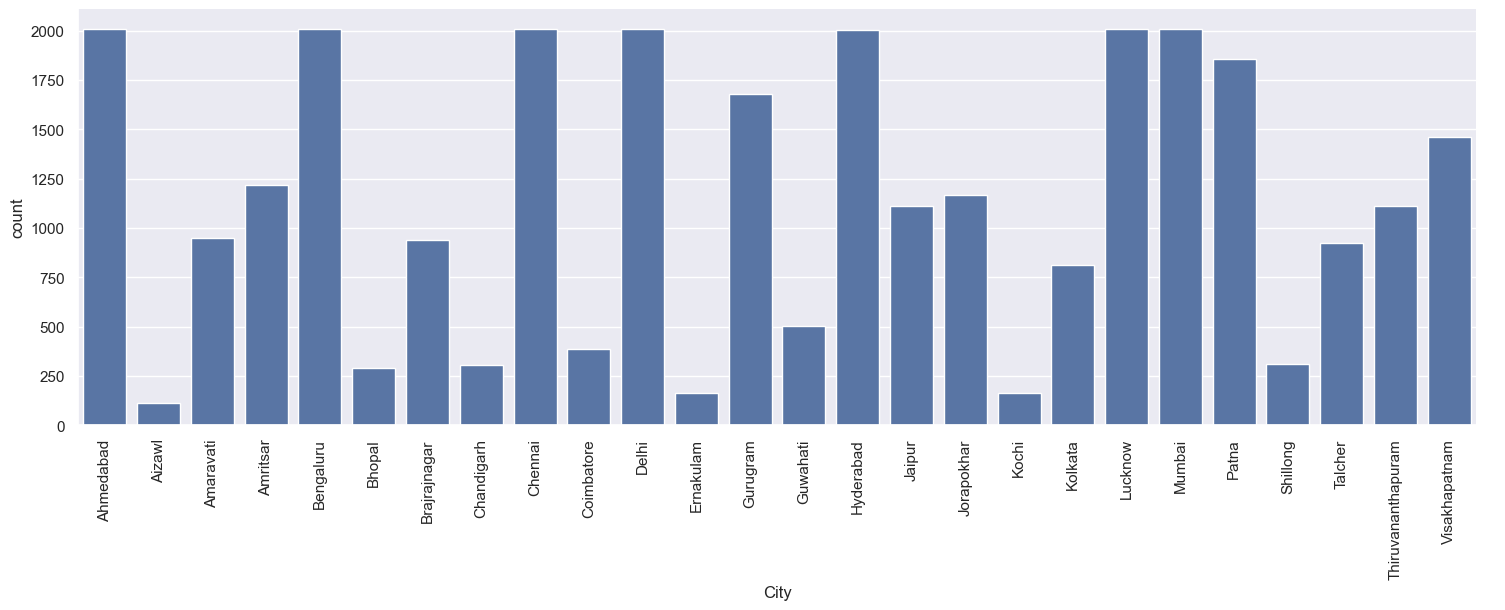 2000
1750
1500
1250
1000
750
500
250
0
count
Ahmedabad
Aizawl
Amaravati
Amritsar
Bengaluru
Bhopal
Brajrajnagar
Chandigarh
Chennai
Coimbatore
Delhi
Ernakulam
Gurugram
Guwahati
Hyderabad
Jaipur
Jorapokhar
Kochi
Kolkata
Lucknow
Mumbai
Patna
Shillong
Talcher
Thiruvananthapuram
Visakhapatnam
City